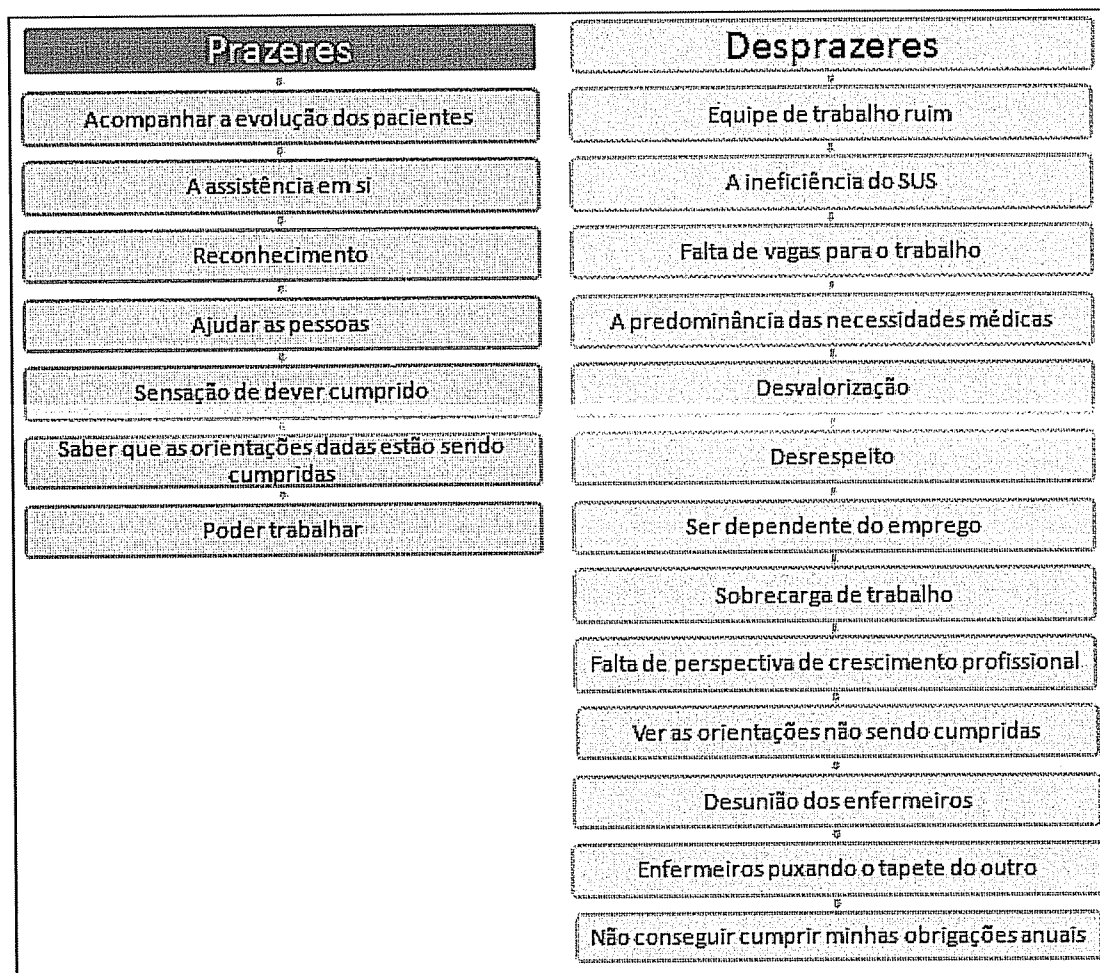 Prazeres
Acompanhar a evolução dos pacientes
A assistência em si
Reconhecimento
Ajudar as pessoas
Sensação de dever cumprido
Saber que as orientações dadas estão sendo
cumpridas
Poder trabalhar
Desprazeres
Equipe de trabalho ruim
A ineficiência do SUS
Falta de vagas para o trabalho
A predominância das necessidades médicas
Desvalorização
Desrespeito
Ser dependente do emprego
Sobrecarga de trabalho
Falta de perspectiva de crescimento profissional
Ver as orientações não sendo cumpridas
Desunião dos enfermeiros
Enfermeiros puxando o tapete do outro
Não conseguir cumprir minhas obrigações anuais